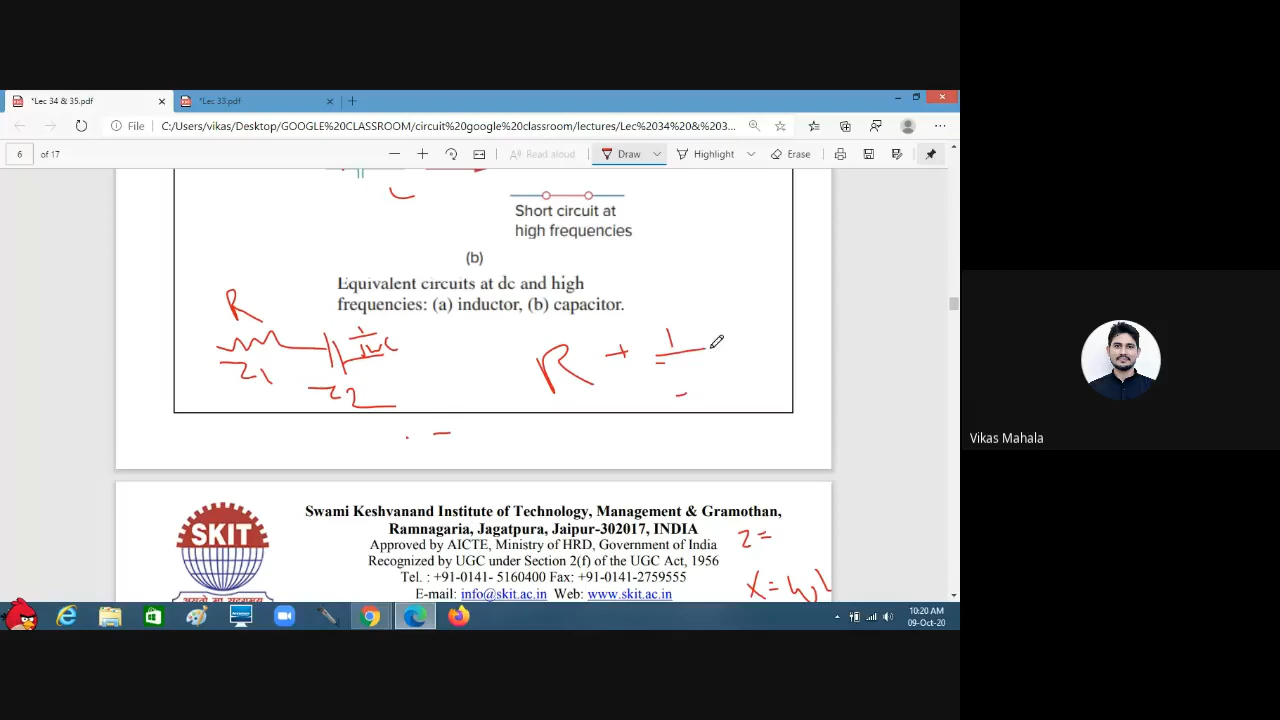 *Lec 34 & 35.pdf
*Lec 33.pdf
File
C:/Users/vikas/Desktop/GOOGLE%20CLASSROOM/circuit%20google%20classroom/lectures/Lec%2034%20&%203...
6
of 17
Read aloud
Draw
Highlight
Erase
Short circuit at
high frequencies
(b)
Equivalent circuits at dc and high
frequencies: (a) inductor, (b) capacitor.
R
1
jωC
Z1
Z2
R + 1
SKIT
Swami Keshvanand Institute of Technology, Management & Gramothan,
Ramnagaria, Jagatpura, Jaipur-302017, INDIA
Approved by AICTE, Ministry of HRD, Government of India
Recognized by UGC under Section 2(f) of the UGC Act, 1956
Tel. : +91-0141- 5160400 Fax: +91-0141-2759555
E-mail: info@skit.ac.in Web: www.skit.ac.in
Z =
X = ωL
Vikas Mahala
10:20 AM
09-Oct-20